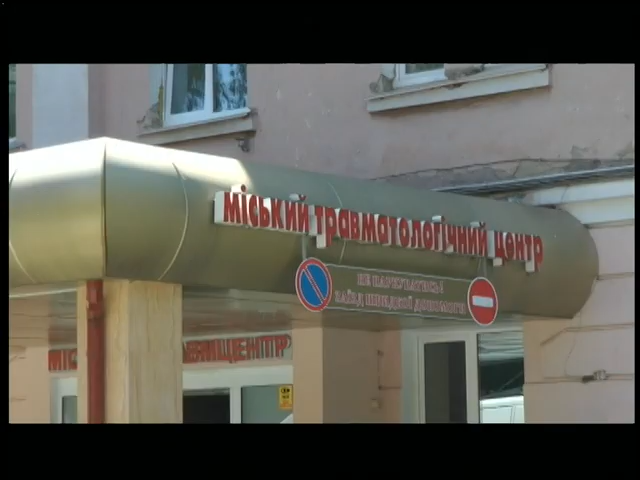 міський травматологічний центр
НЕ ПАРКУВАТИСЬ!
ЗАЇЗД ШВИДКОЇ ДОПОМОГИ